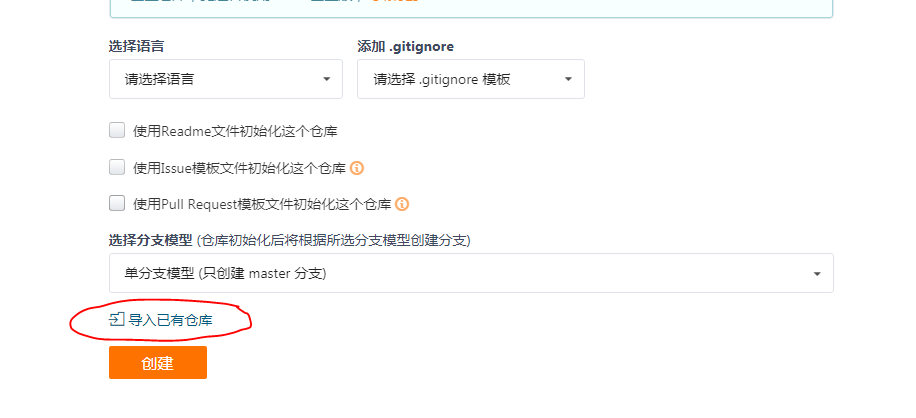 选择语言 添加 .gitignore
请选择语言 请选择 .gitignore 模板
使用Readme文件初始化这个仓库
使用Issue模板文件初始化这个仓库
使用Pull Request模板文件初始化这个仓库
选择分支模型 (仓库初始化后将根据所选分支模型创建分支)
单分支模型 (只创建 master 分支)
导入已有仓库
创建